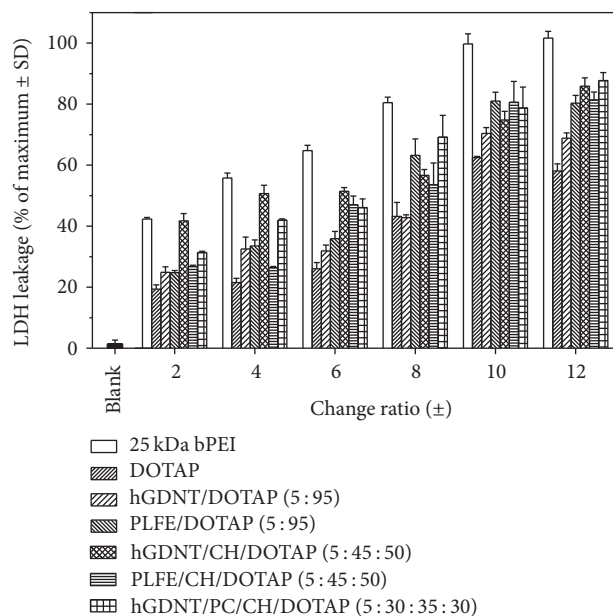 LDH leakage (% of maximum ± SD)
100
80
60
40
20
0
Blank
2
4
6
8
10
12
Change ratio (±)
25 kDa bPEI
DOTAP
hGDNT/DOTAP (5 : 95)
PLFE/DOTAP (5 : 95)
hGDNT/CH/DOTAP (5 : 45 : 50)
PLFE/CH/DOTAP (5 : 45 : 50)
hGDNT/PC/CH/DOTAP (5 : 30 : 35 : 30)